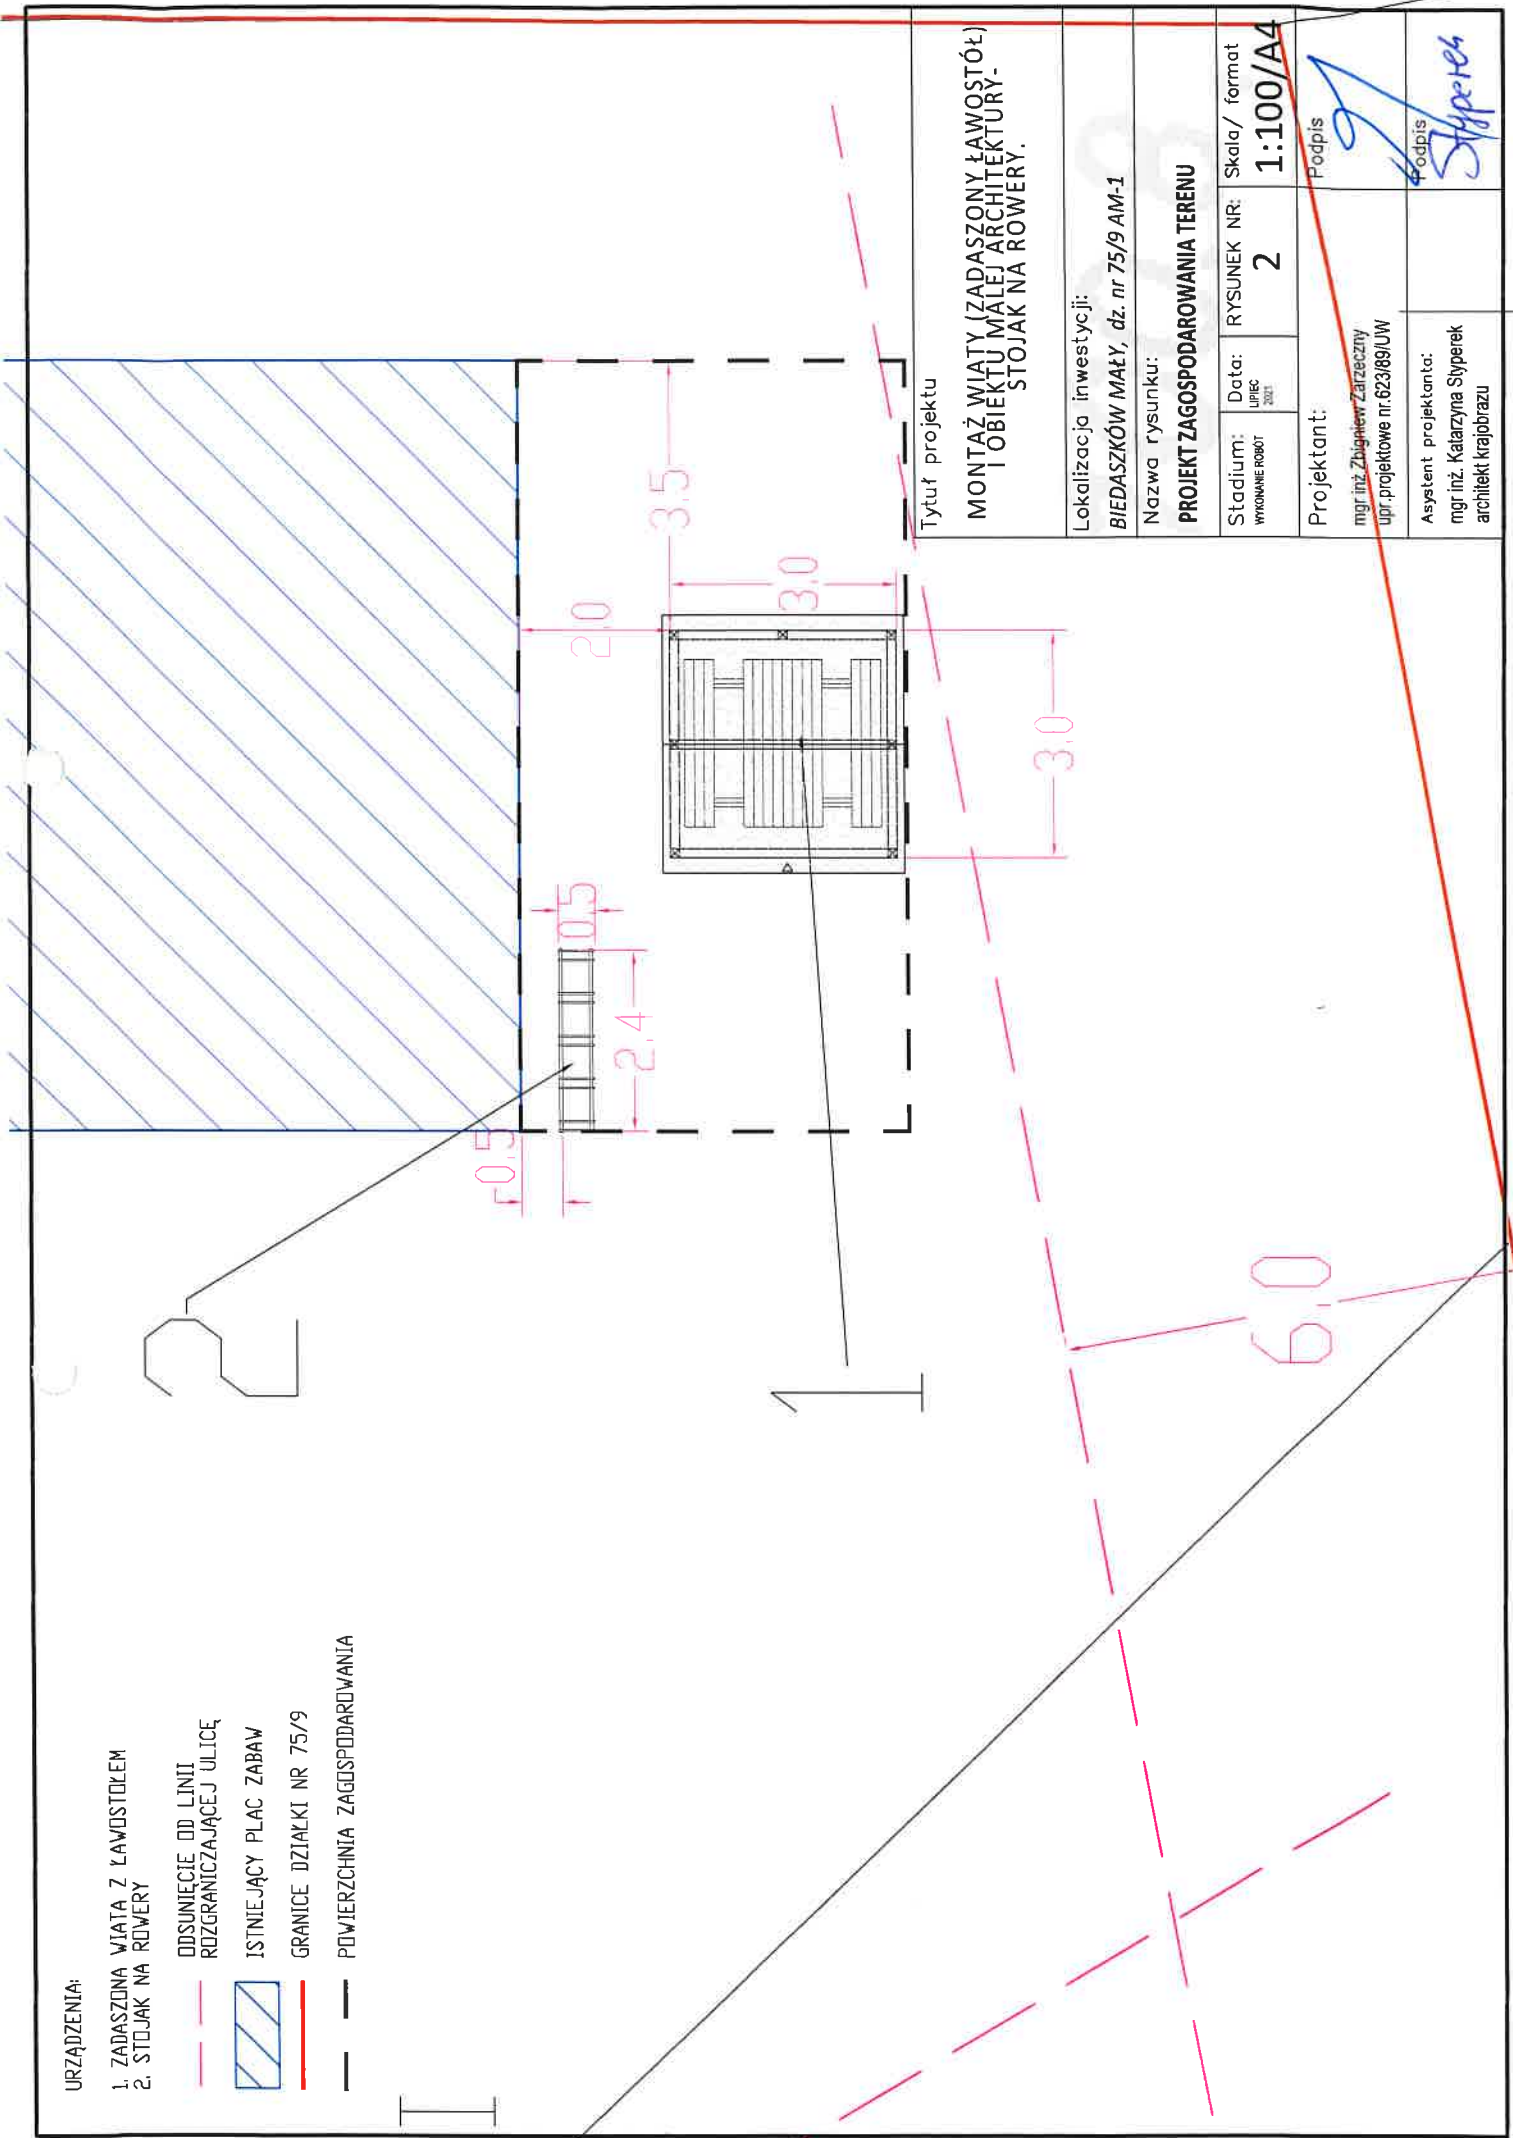 URZĄDZENIA:
1. ZADASZONA WIATA Z ŁAWOSTOŁEM
2. STOJAK NA ROWERY
ODSUNIĘCIE OD LINII
ROZGRANICZAJĄCEJ ULICĘ
ISTNIEJĄCY PLAC ZABAW
GRANICE DZIAŁKI NR 75/9
POWIERZCHNIA ZAGOSPODAROWANIA
2
1
0.5
2.4
0.5
2.0
3.5
3.0
3.0
6.0
Tytuł projektu
MONTAŻ WIATY (ZADASZONY ŁAWOSTÓŁ)
I OBIEKTU MAŁEJ ARCHITEKTURY-
STOJAK NA ROWERY.
Lokalizacja inwestycji:
BIEDASZKÓW MAŁY, dz. nr 75/9 AM-1
Nazwa rysunku:
PROJEKT ZAGOSPODAROWANIA TERENU
Stadium:
WYKONANIE ROBÓT
Data:
LIPIEC
2021
RYSUNEK NR:
2
Skala/ format
1:100/A4
Projektant:
mgr inż. Zbigniew Zarzeczny
upr. projektowe nr.623/89/UW
Podpis
Asystent projektanta:
mgr inż. Katarzyna Styperek
architekt krajobrazu
Podpis
Styperek